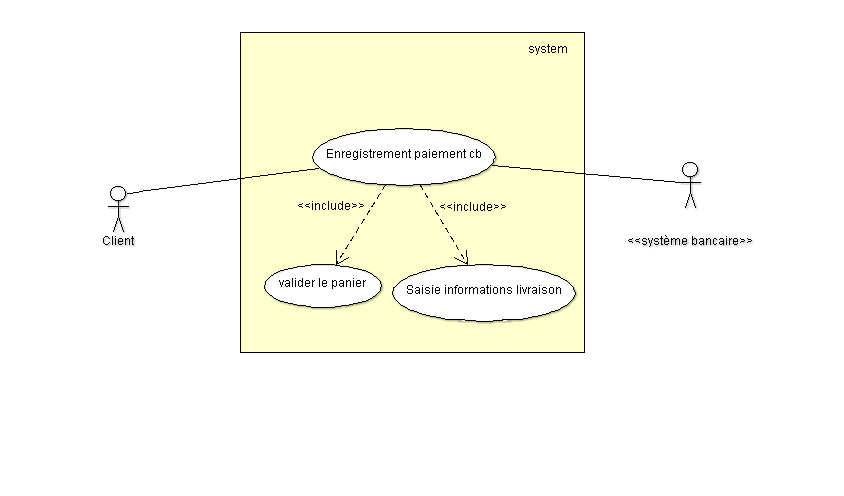 system
Enregistrement paiement cb
<<include>>
<<include>>
Client
<<système bancaire>>
valider le panier
Saisie informations livraison